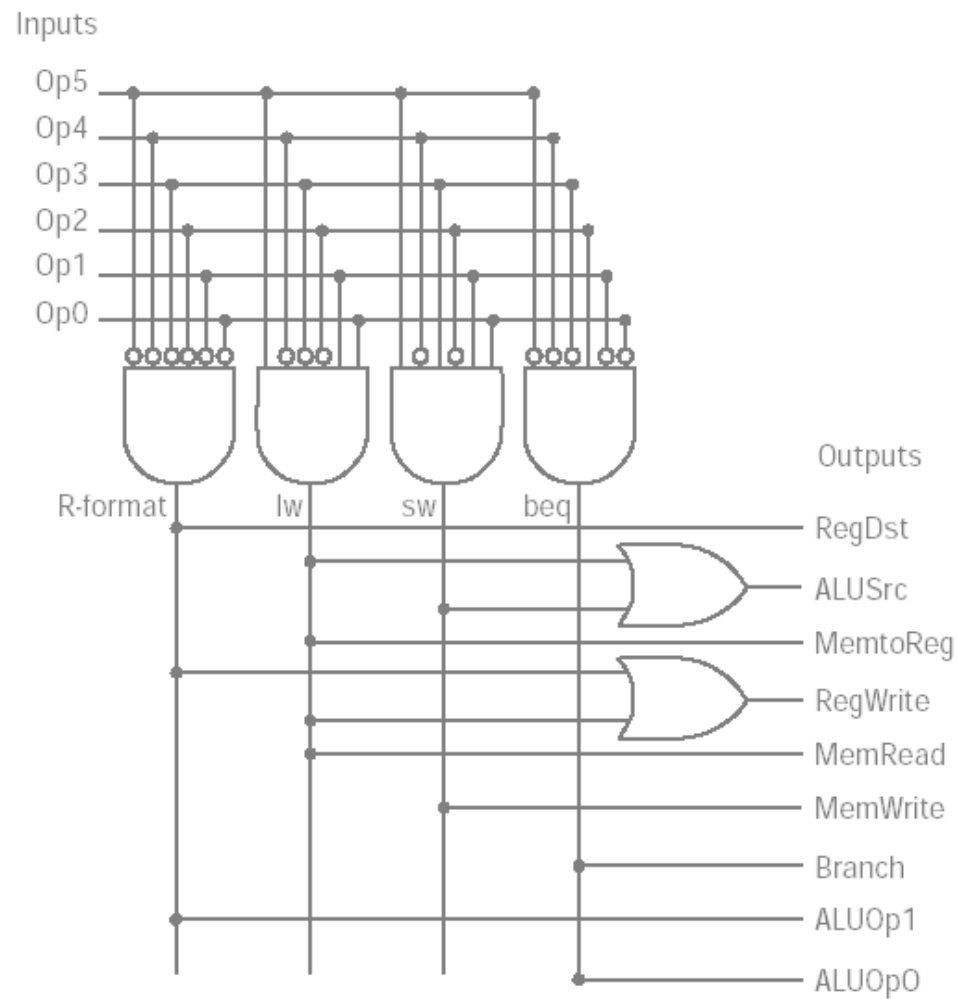 Inputs
Op5
Op4
Op3
Op2
Op1
Op0
Outputs
R-format lw sw beq
RegDst
ALUSrc
MemtoReg
RegWrite
MemRead
MemWrite
Branch
ALUOp1
ALUOpO